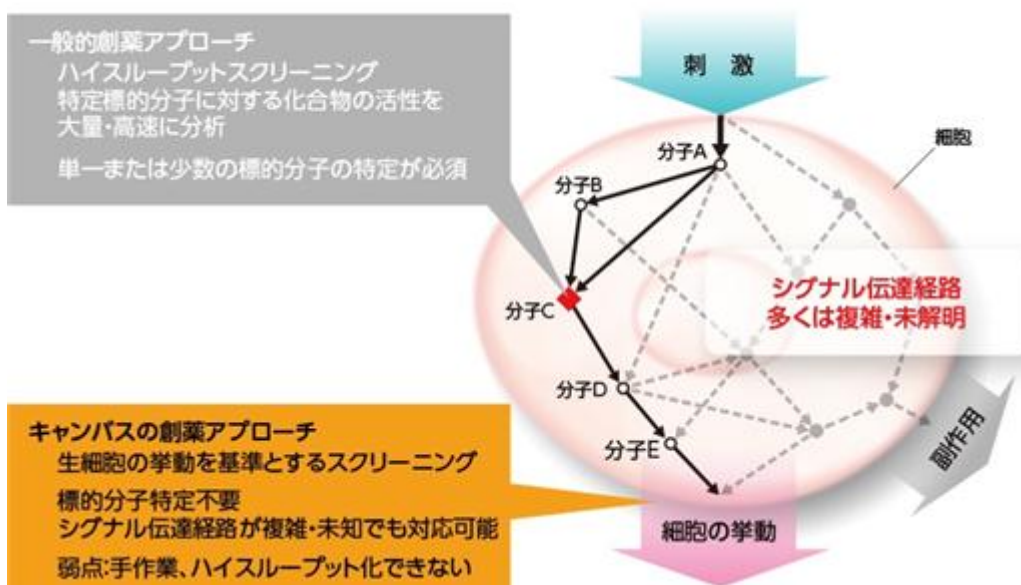 一般的創薬アプローチ
ハイスループットスクリーニング
特定標的分子に対する化合物の活性を
大量・高速に分析
単一または少数の標的分子の特定が必須
刺 激
細胞
分子A
分子B
分子C
シグナル伝達経路
多くは複雑・未解明
分子D
分子E
副作用
細胞の挙動
キャンバスの創薬アプローチ
生細胞の挙動を基準とするスクリーニング
標的分子特定不要
シグナル伝達経路が複雑・未知でも対応可能
弱点:手作業、ハイスループット化できない